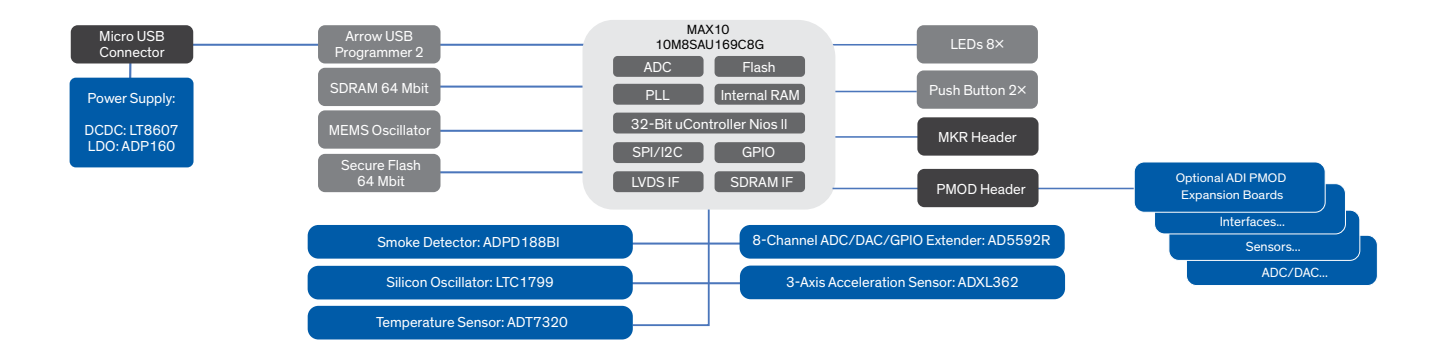 Micro USB
Connector
Power Supply:
DCDC: LT8607
LDO: ADP160
Arrow USB
Programmer 2
SDRAM 64 Mbit
MEMS Oscillator
Secure Flash
64 Mbit
MAX10
10M8SAU169C8G
ADC
Flash
PLL
Internal RAM
32-Bit uController Nios II
SPI/I2C
GPIO
LVDS IF
SDRAM IF
LEDs 8×
Push Button 2×
MKR Header
PMOD Header
Optional ADI PMOD
Expansion Boards
Interfaces...
Sensors...
ADC/DAC...
Smoke Detector: ADPD188BI
8-Channel ADC/DAC/GPIO Extender: AD5592R
Silicon Oscillator: LTC1799
3-Axis Acceleration Sensor: ADXL362
Temperature Sensor: ADT7320